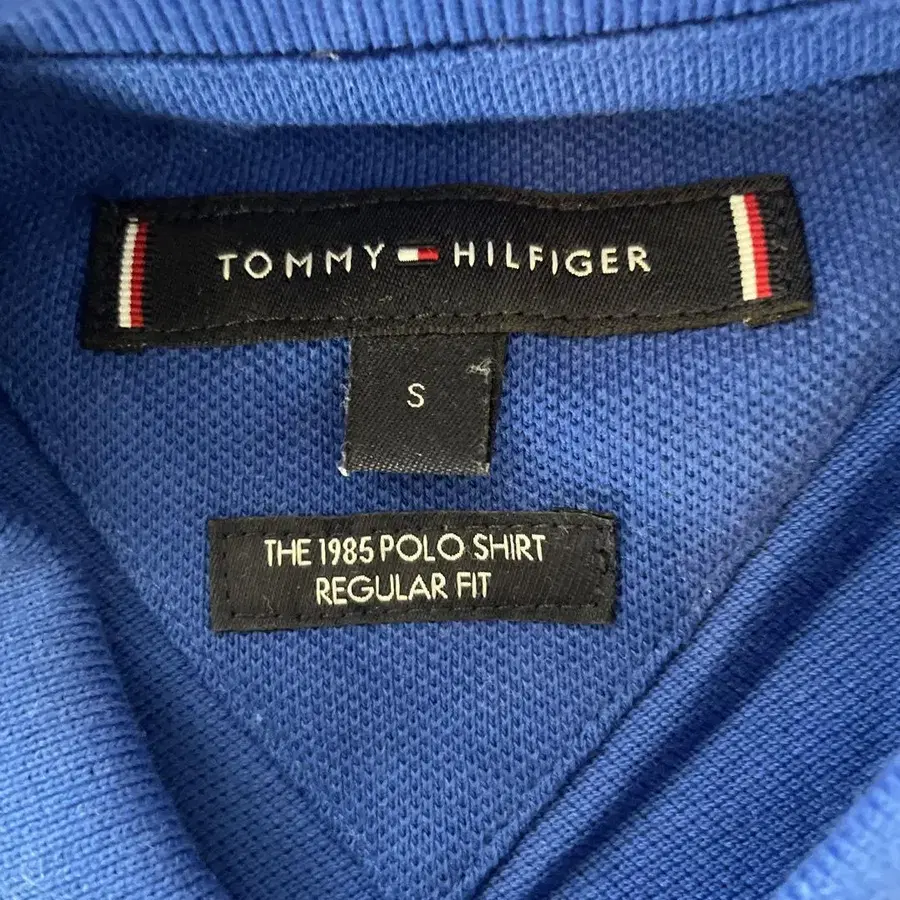 TOMMY HILFIGER
S
THE 1985 POLO SHIRT
REGULAR FIT